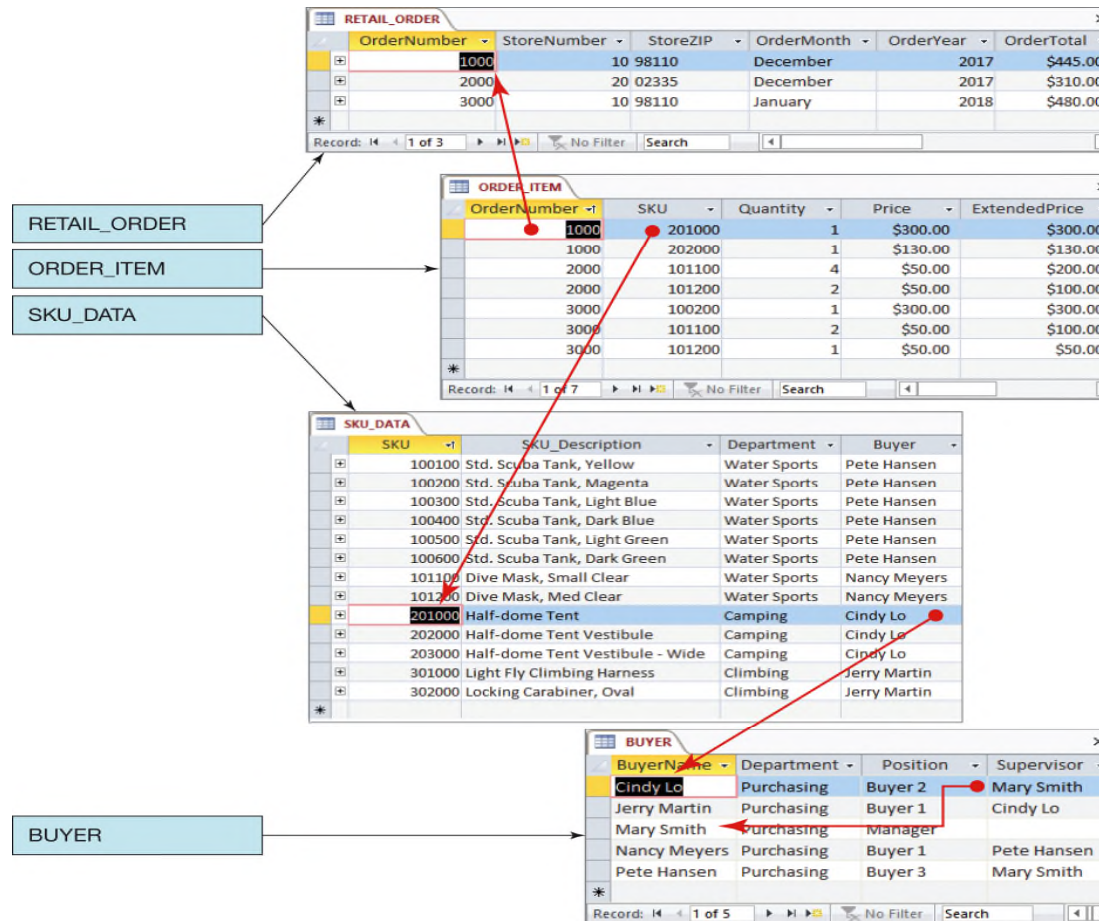 RETAIL_ORDER
OrderNumber StoreNumber StoreZIP OrderMonth OrderYear OrderTotal
1000 10 98110 December 2017 $445.00
2000 20 02335 December 2017 $310.00
3000 10 98110 January 2018 $480.00
Record: 1 of 3 No Filter Search
RETAIL_ORDER
ORDER_ITEM
SKU_DATA
ORDER_ITEM
OrderNumber SKU Quantity Price ExtendedPrice
1000 201000 1 $300.00 $300.00
1000 202000 1 $130.00 $130.00
2000 101100 4 $50.00 $200.00
2000 101200 2 $50.00 $100.00
3000 100200 1 $300.00 $300.00
3000 101100 2 $50.00 $100.00
3000 101200 1 $50.00 $50.00
Record: 1 of 7 No Filter Search
SKU_DATA
SKU SKU_Description Department Buyer
100100 Std. Scuba Tank, Yellow Water Sports Pete Hansen
100200 Std. Scuba Tank, Magenta Water Sports Pete Hansen
100300 Std. Scuba Tank, Light Blue Water Sports Pete Hansen
100400 Std. Scuba Tank, Dark Blue Water Sports Pete Hansen
100500 Std. Scuba Tank, Light Green Water Sports Pete Hansen
100600 Std. Scuba Tank, Dark Green Water Sports Pete Hansen
101100 Dive Mask, Small Clear Water Sports Nancy Meyers
101200 Dive Mask, Med Clear Water Sports Nancy Meyers
201000 Half-dome Tent Camping Cindy Lo
202000 Half-dome Tent Vestibule Camping Cindy Lo
203000 Half-dome Tent Vestibule - Wide Camping Cindy Lo
301000 Light Fly Climbing Harness Climbing Jerry Martin
302000 Locking Carabiner, Oval Climbing Jerry Martin
BUYER
BUYER
BuyerName Department Position Supervisor
Cindy Lo Purchasing Buyer 2 Mary Smith
Jerry Martin Purchasing Buyer 1 Cindy Lo
Mary Smith Purchasing Manager
Nancy Meyers Purchasing Buyer 1 Pete Hansen
Pete Hansen Purchasing Buyer 3 Mary Smith
Record: 1 of 5 No Filter Search